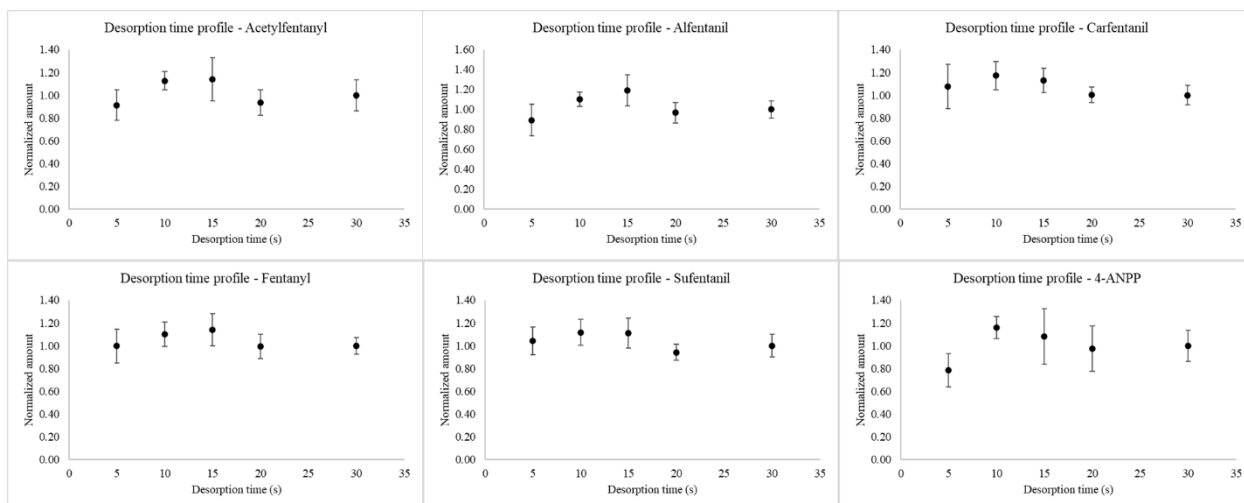 Desorption time profile - Acetylfentanyl
Normalized amount
1.40
1.20
1.00
0.80
0.60
0.40
0.20
0.00
0 5 10 15 20 25 30 35
Desorption time (s)
Desorption time profile - Alfentanil
Normalized amount
1.60
1.40
1.20
1.00
0.80
0.60
0.40
0.20
0.00
0 5 10 15 20 25 30 35
Desorption time (s)
Desorption time profile - Carfentanil
Normalized amount
1.40
1.20
1.00
0.80
0.60
0.40
0.20
0.00
0 5 10 15 20 25 30 35
Desorption time (s)
Desorption time profile - Fentanyl
Normalized amount
1.40
1.20
1.00
0.80
0.60
0.40
0.20
0.00
0 5 10 15 20 25 30 35
Desorption time (s)
Desorption time profile - Sufentanil
Normalized amount
1.40
1.20
1.00
0.80
0.60
0.40
0.20
0.00
0 5 10 15 20 25 30 35
Desorption time (s)
Desorption time profile - 4-ANPP
Normalized amount
1.40
1.20
1.00
0.80
0.60
0.40
0.20
0.00
0 5 10 15 20 25 30 35
Desorption time (s)